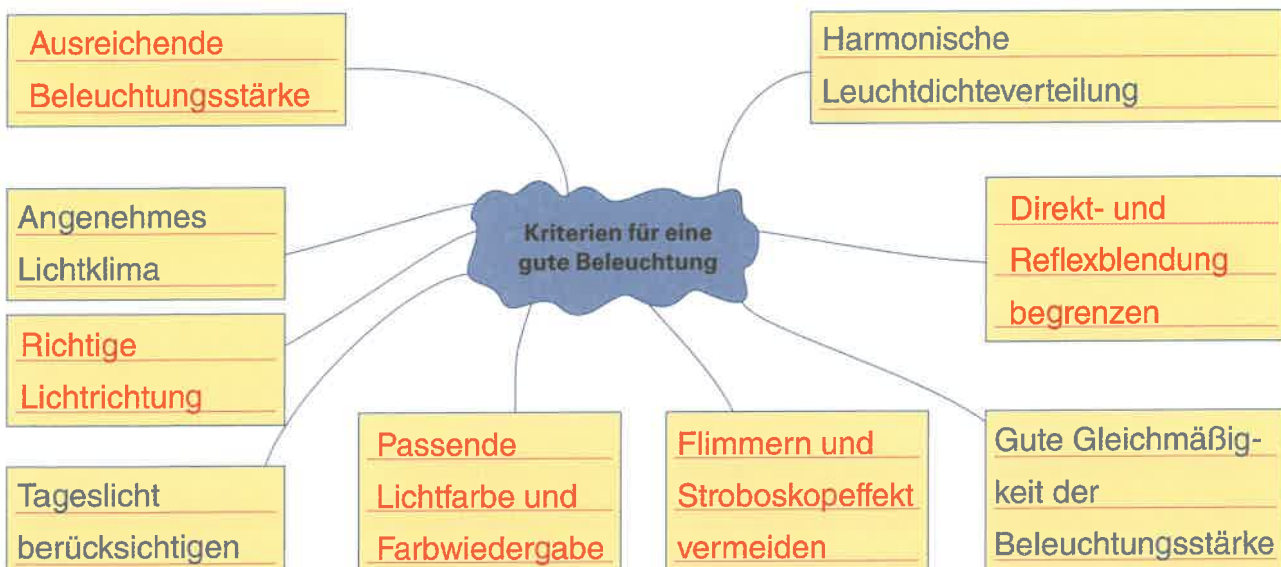 Ausreichende
Beleuchtungsstärke
Harmonische
Leuchtdichteverteilung
Angenehmes
Lichtklima
Kriterien für eine
gute Beleuchtung
Direkt- und
Reflexblendung
begrenzen
Richtige
Lichtrichtung
Tageslicht
berücksichtigen
Passende
Lichtfarbe und
Farbwiedergabe
Flimmern und
Stroboskopeffekt
vermeiden
Gute Gleichmäßig-
keit der
Beleuchtungsstärke